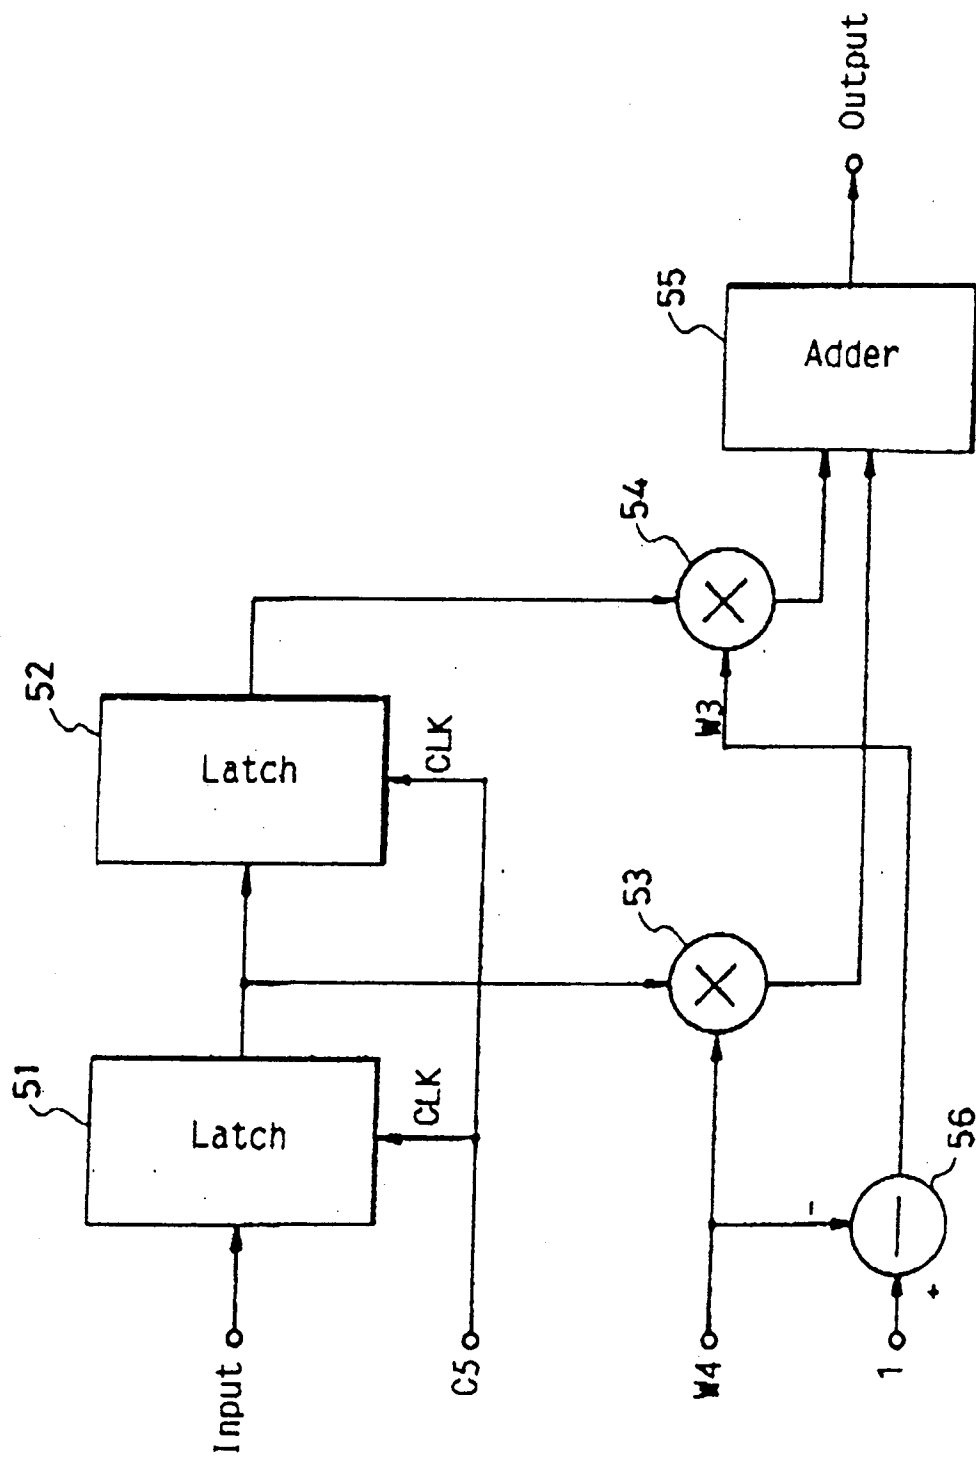 51
52
Input
Latch
Latch
CLK
CLK
C5
53
54
55
W4
W3
Adder
Output
-
1
+
56